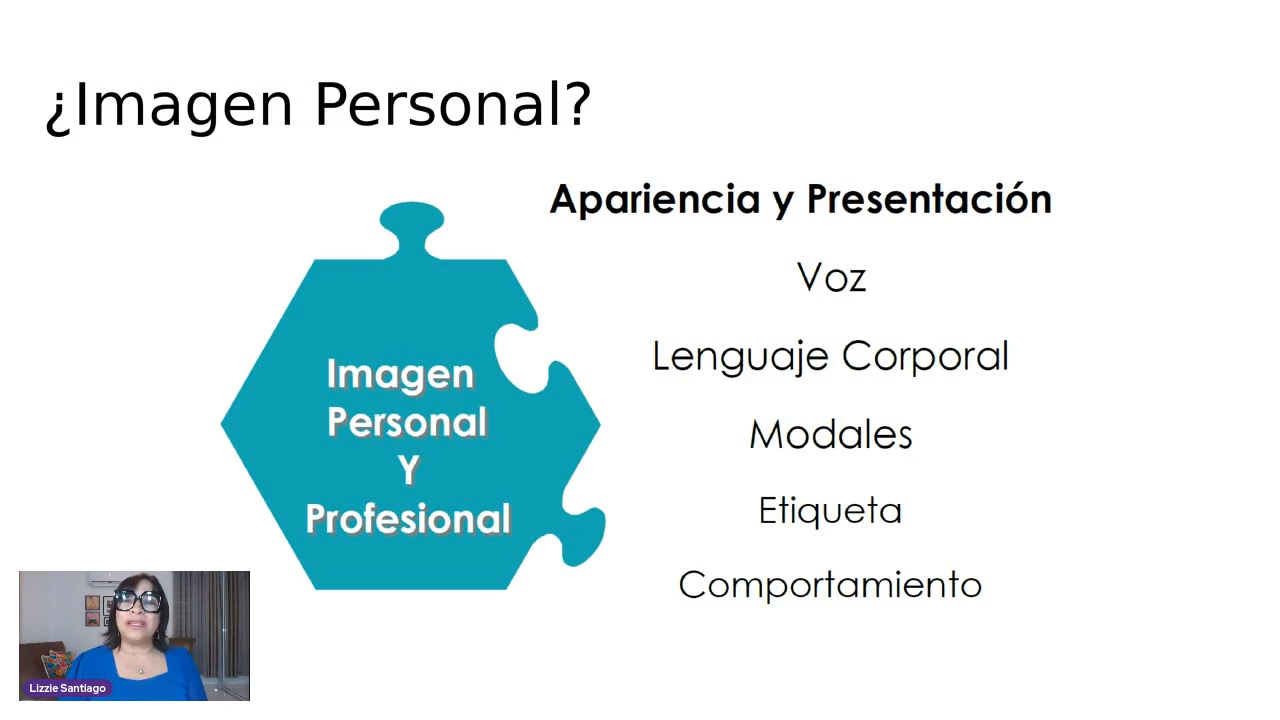 ¿Imagen Personal?
Apariencia y Presentación
Voz
Lenguaje Corporal
Modales
Etiqueta
Comportamiento
Imagen
Personal
Y
Profesional
Lizzie Santiago